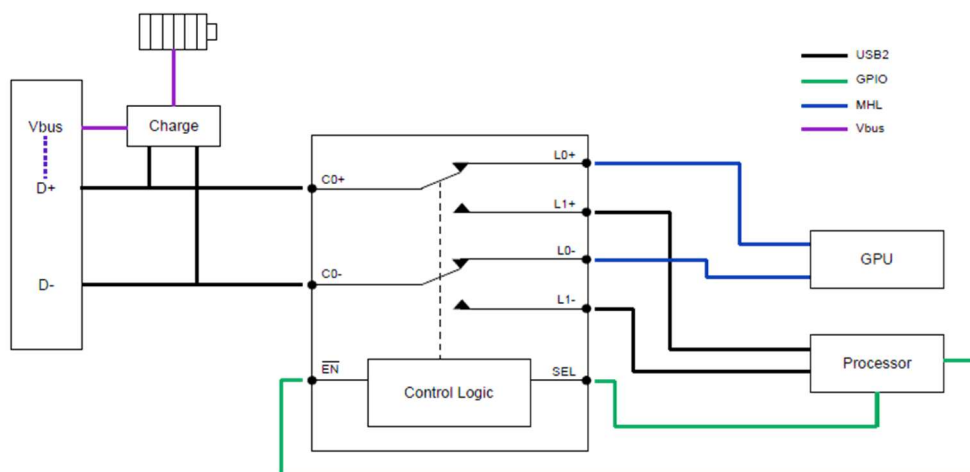 USB2
GPIO
MHL
Vbus
Vbus
Charge
D+
D-
C0+
C0-
L0+
L1+
L0-
L1-
EN
SEL
Control Logic
GPU
Processor